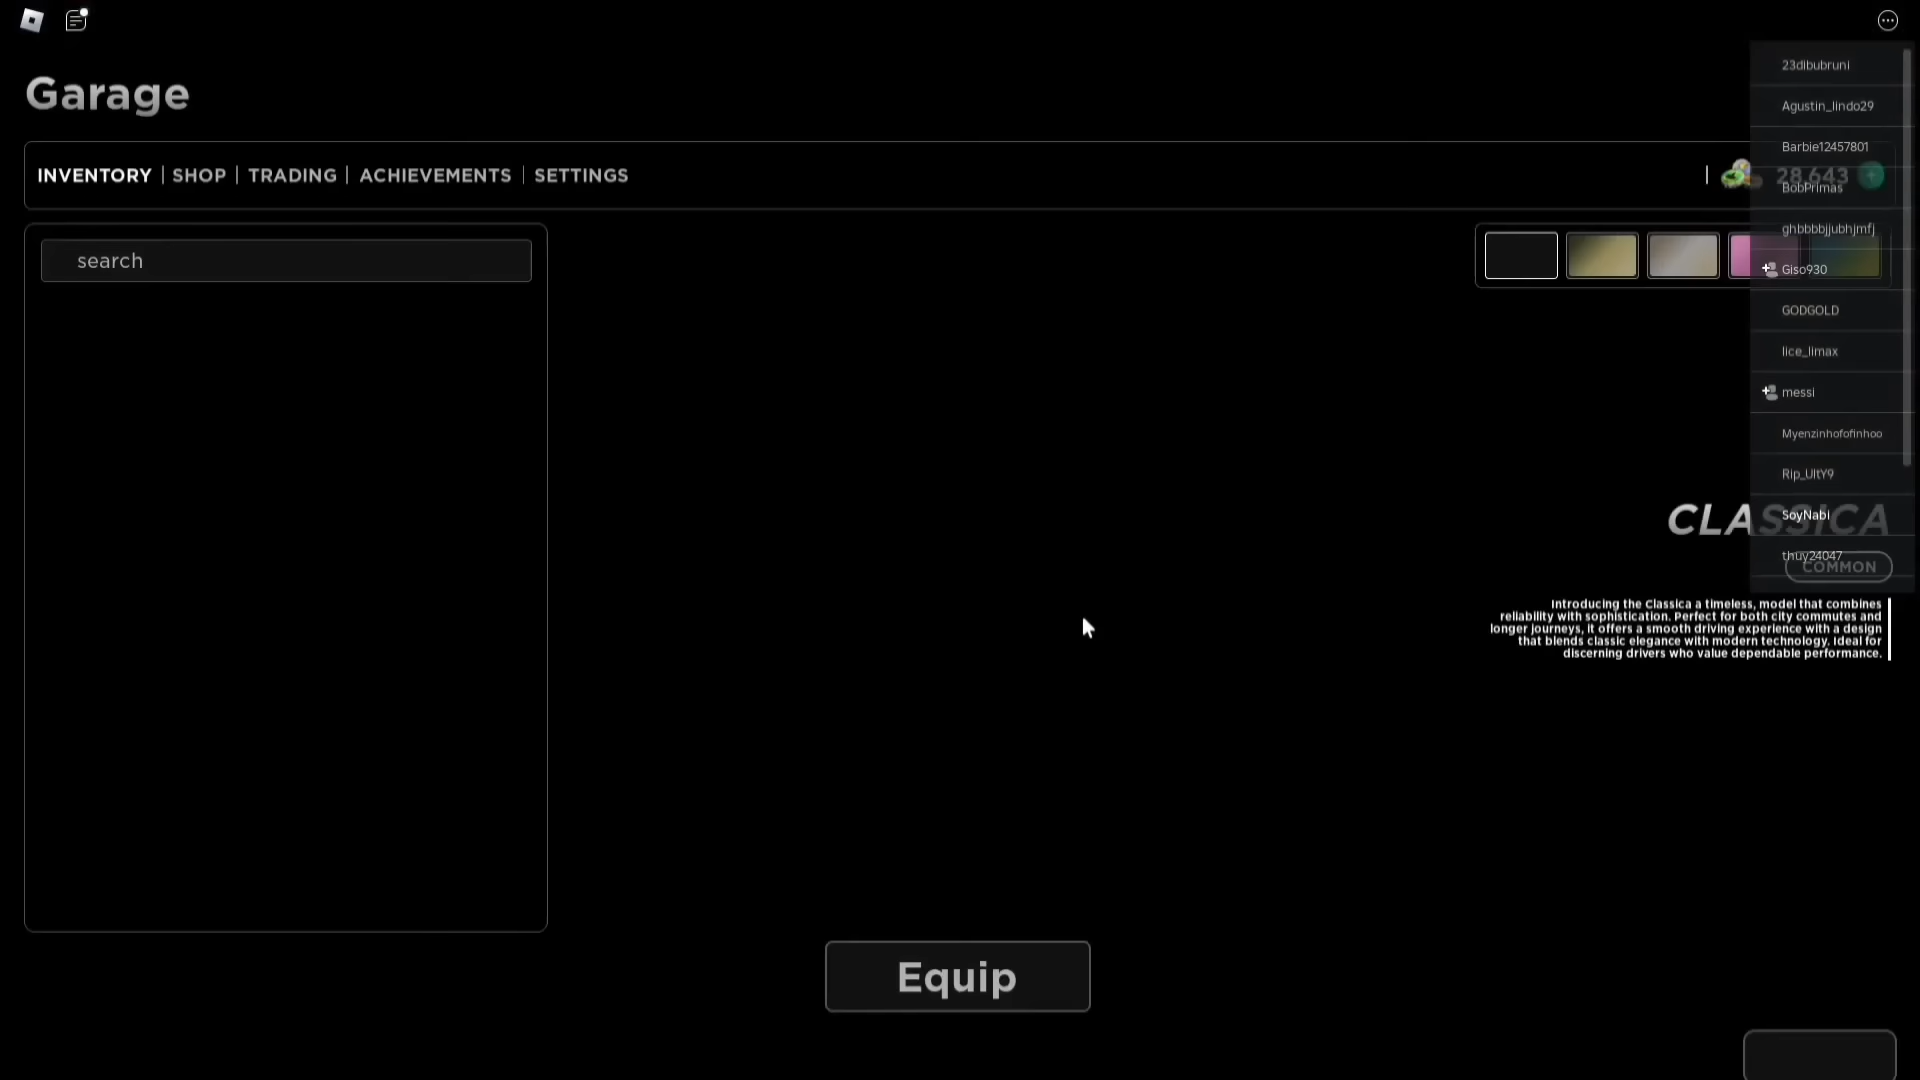 Garage
INVENTORY | SHOP | TRADING | ACHIEVEMENTS | SETTINGS
28,643
search
23dibubruni
Agustin_lindo29
Barbie12457801
BobPrimas
ghbbbbjjubhjmfj
Giso930
GODGOLD
lice_limax
messi
Myenzinhofofinhoo
Rip_UltY9
SoyNabi
thuy24047
CLASSICA
COMMON
Introducing the Classica a timeless, model that combines
reliability with sophistication. Perfect for both city commutes and
longer journeys, it offers a smooth driving experience with a design
that blends classic elegance with modern technology. Ideal for
discerning drivers who value dependable performance.
Equip